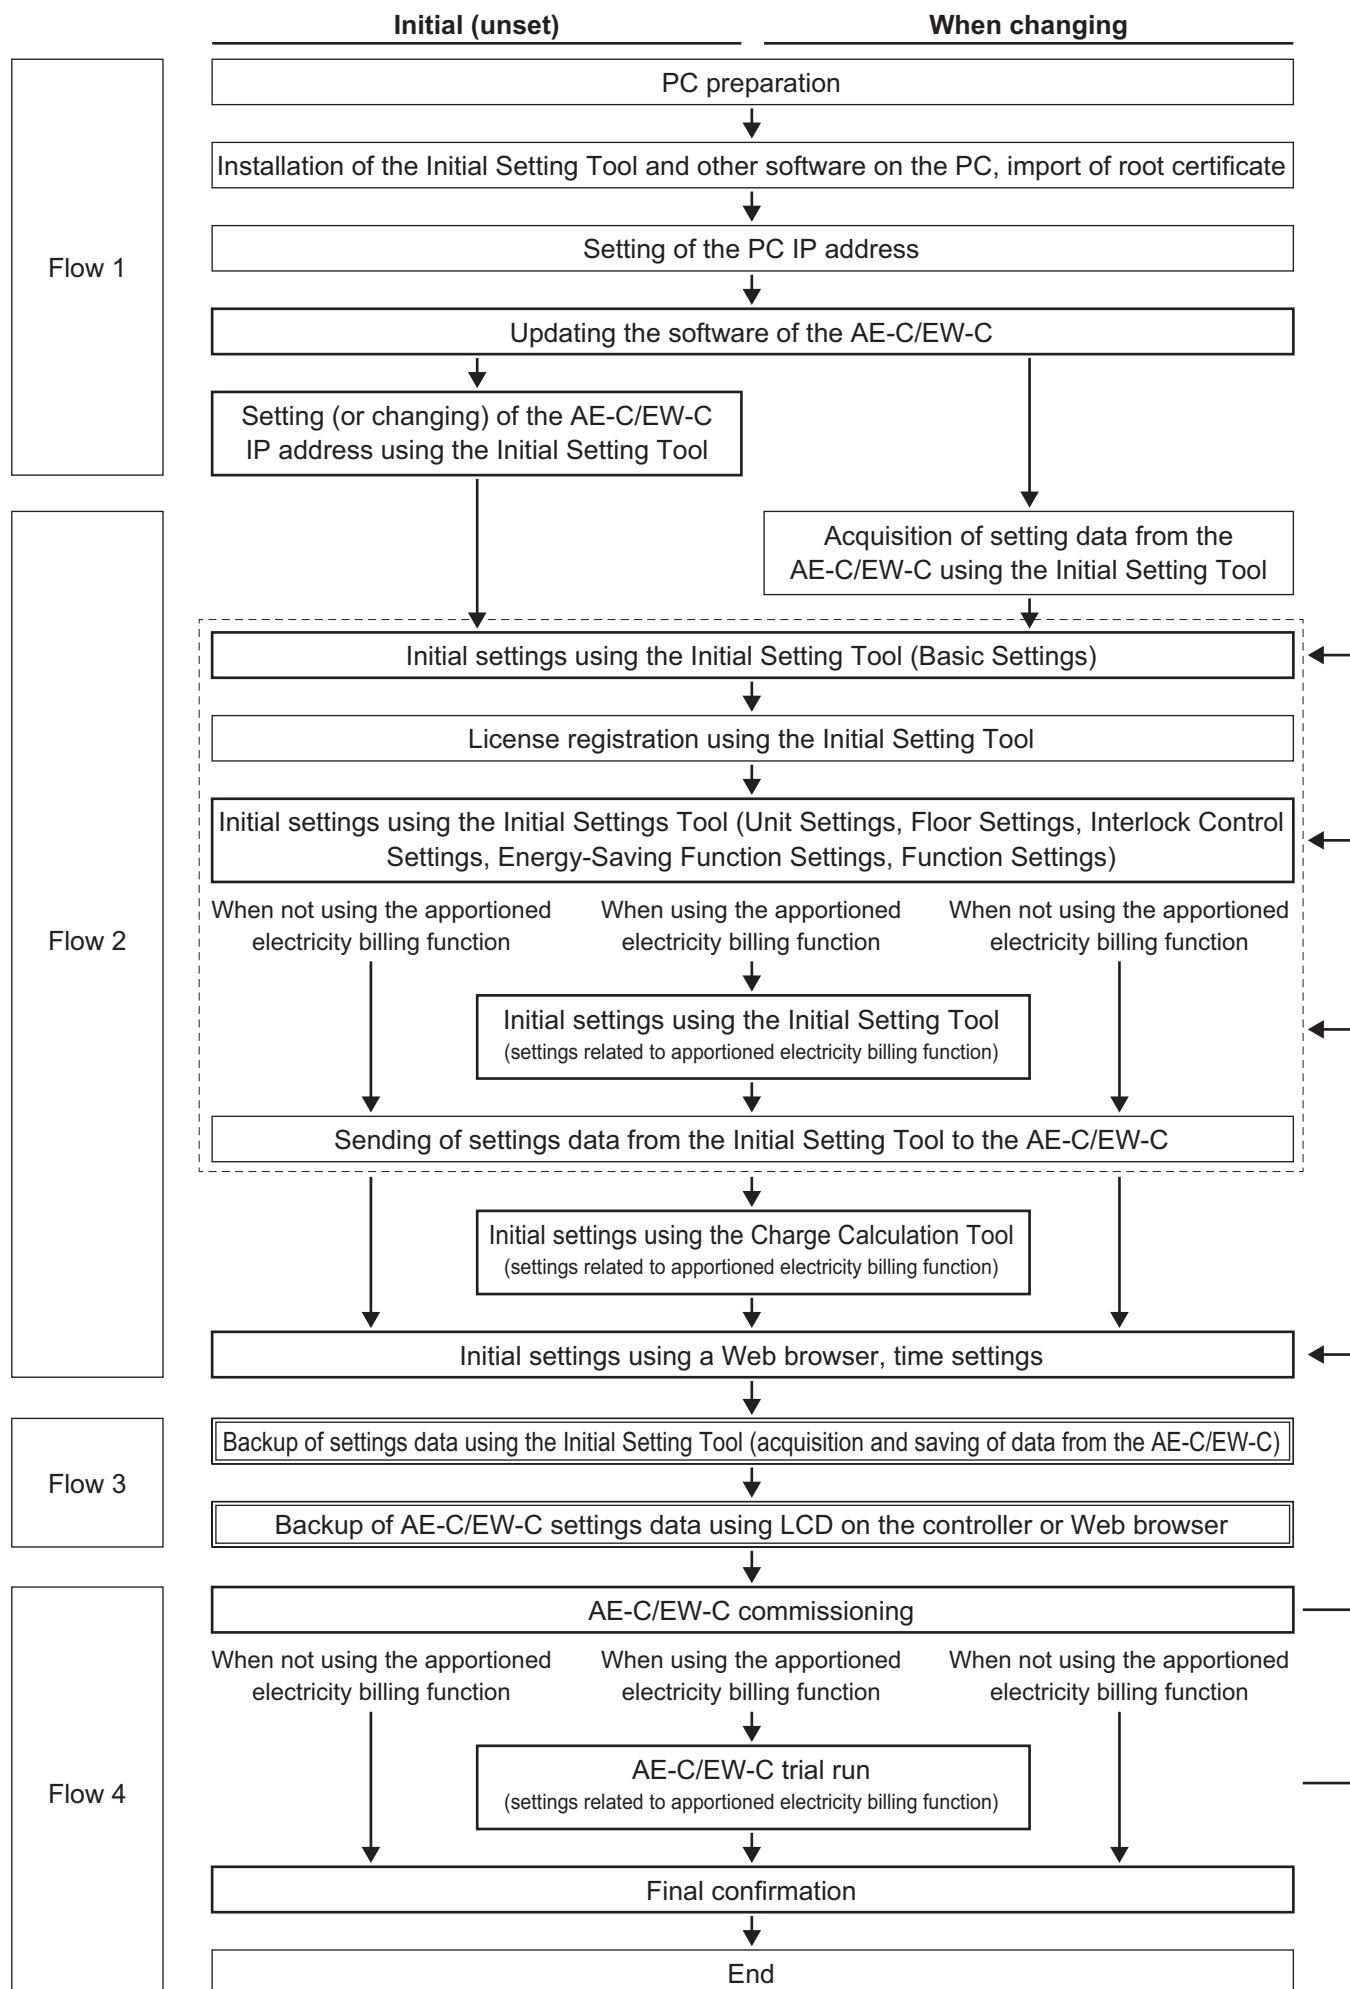 Initial (unset)
When changing
Flow 1
PC preparation
Installation of the Initial Setting Tool and other software on the PC, import of root certificate
Setting of the PC IP address
Updating the software of the AE-C/EW-C
Setting (or changing) of the AE-C/EW-C
IP address using the Initial Setting Tool
Flow 2
Acquisition of setting data from the
AE-C/EW-C using the Initial Setting Tool
Initial settings using the Initial Setting Tool (Basic Settings)
License registration using the Initial Setting Tool
Initial settings using the Initial Settings Tool (Unit Settings, Floor Settings, Interlock Control
Settings, Energy-Saving Function Settings, Function Settings)
When not using the apportioned
electricity billing function
When using the apportioned
electricity billing function
When not using the apportioned
electricity billing function
Initial settings using the Initial Setting Tool
(settings related to apportioned electricity billing function)
Sending of settings data from the Initial Setting Tool to the AE-C/EW-C
Initial settings using the Charge Calculation Tool
(settings related to apportioned electricity billing function)
Initial settings using a Web browser, time settings
Flow 3
Backup of settings data using the Initial Setting Tool (acquisition and saving of data from the AE-C/EW-C)
Backup of AE-C/EW-C settings data using LCD on the controller or Web browser
Flow 4
AE-C/EW-C commissioning
When not using the apportioned
electricity billing function
When using the apportioned
electricity billing function
When not using the apportioned
electricity billing function
AE-C/EW-C trial run
(settings related to apportioned electricity billing function)
Final confirmation
End